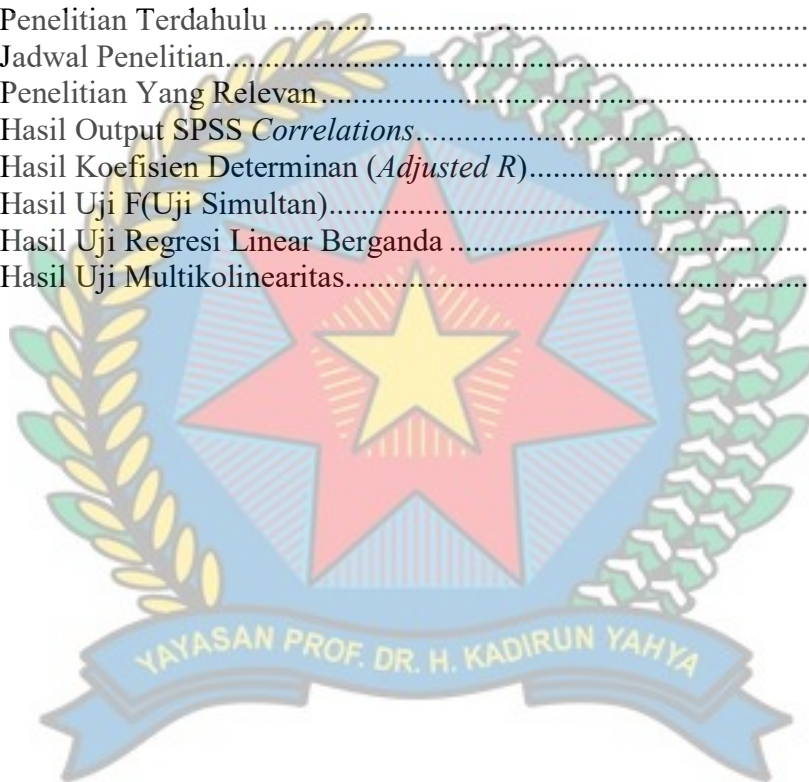 Penelitian Terdahulu ................................................................
Jadwal Penelitian......................................................................
Penelitian Yang Relevan...........................................................
Hasil Output SPSS Correlations................................................
Hasil Koefisien Determinan (Adjusted R)..................................
Hasil Uji F(Uji Simultan)...........................................................
Hasil Uji Regresi Linear Berganda ...........................................
Hasil Uji Multikolinearitas.........................................................
YAYASAN PROF. DR. H. KADIRUN YAHYA